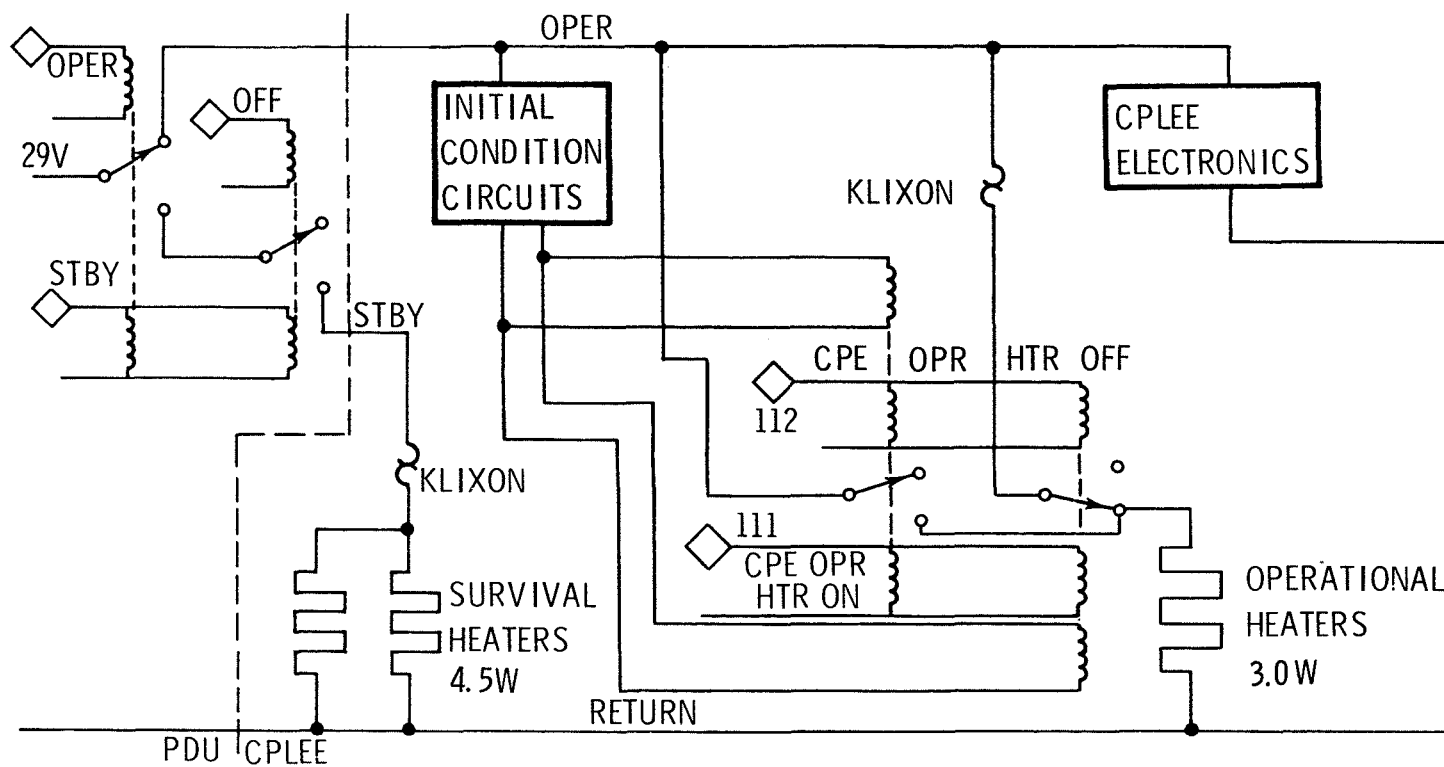 OPER
OPER
OFF
29V
INITIAL
CONDITION
CIRCUITS
CPLEE
ELECTRONICS
KLIXON
STBY
STBY
CPE OPR HTR OFF
112
KLIXON
111
CPE OPR
HTR ON
SURVIVAL
HEATERS
4.5W
OPERATIONAL
HEATERS
3.0W
RETURN
PDU
CPLEE